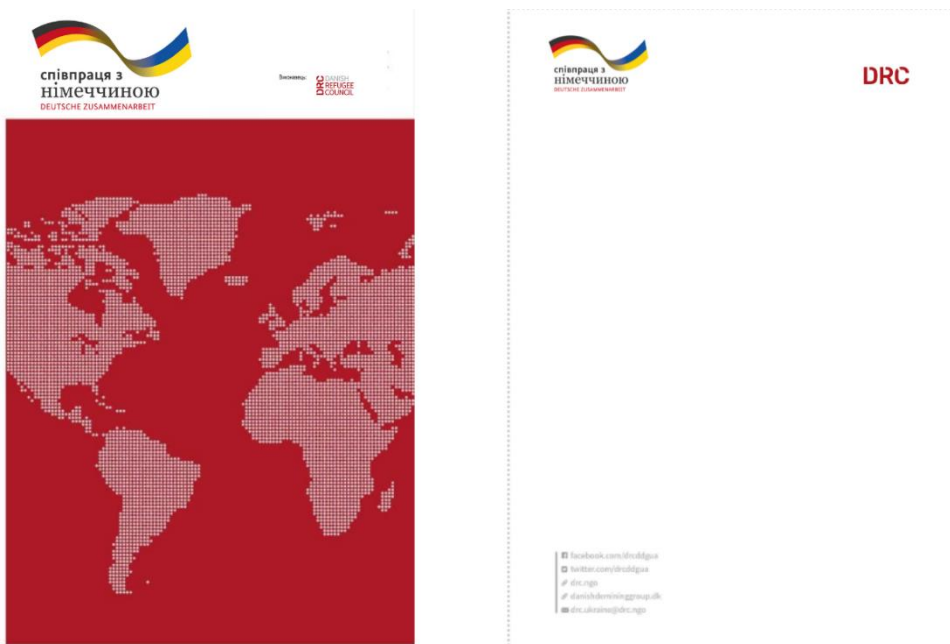 співпраця з
німеччиною
DEUTSCHE ZUSAMMENARBEIT
Виконавець:
DRC DANISH
REFUGEE
COUNCIL
співпраця з
німеччиною
DEUTSCHE ZUSAMMENARBEIT
DRC
facebook.com/drcddgua
twitter.com/drcddgua
drc.ngo
danishdemininggroup.dk
drc.ukraine@drc.ngo